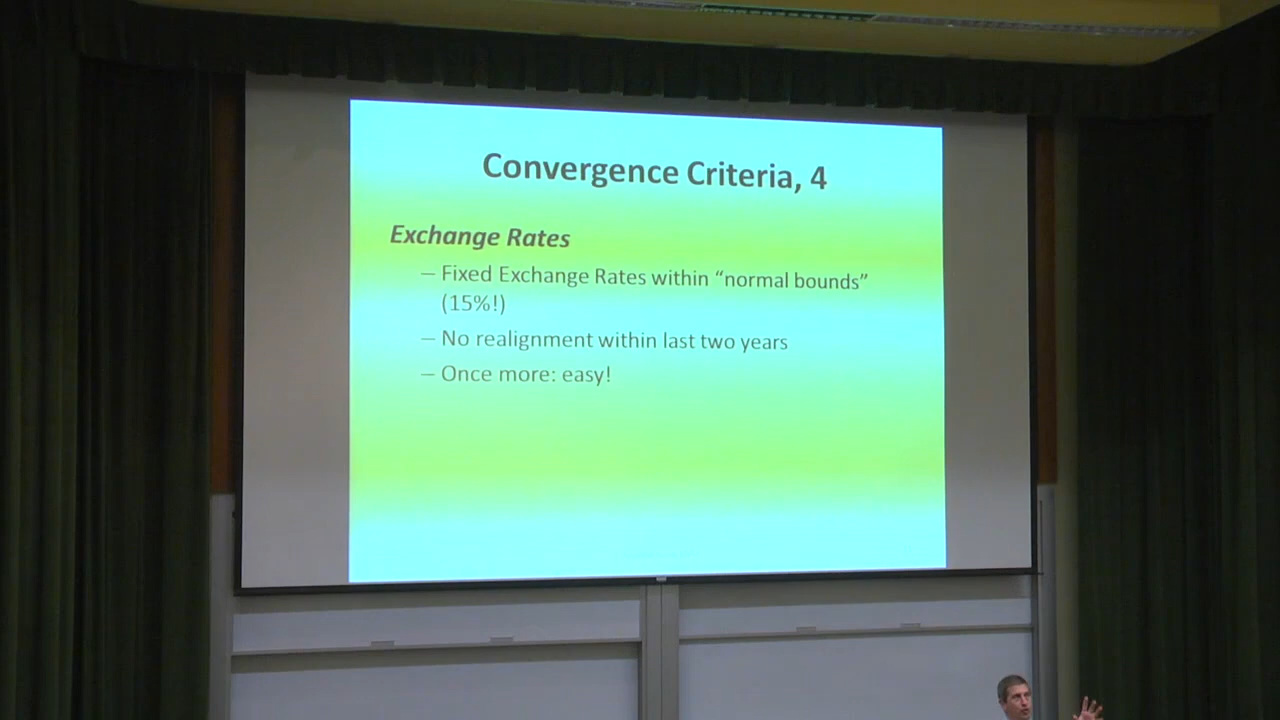 Convergence Criteria, 4
Exchange Rates
– Fixed Exchange Rates within “normal bounds”
(15%!)
– No realignment within last two years
– Once more: easy!